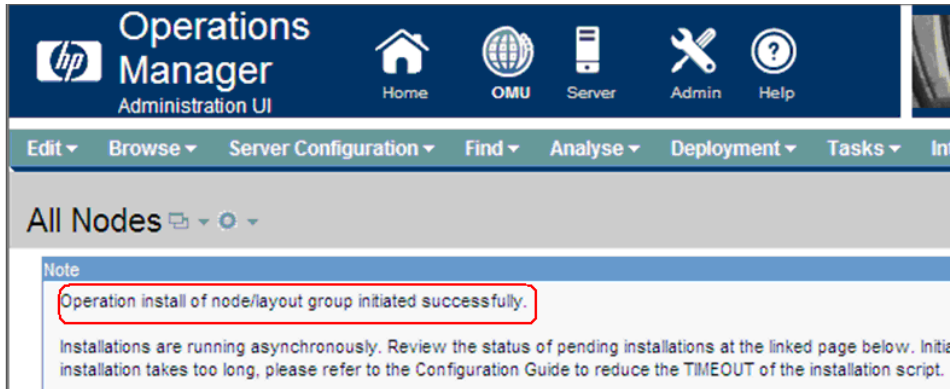 hp
Operations
Manager
Administration UI
Home
OMU
Server
Admin
Help
Edit Browse Server Configuration Find Analyse Deployment Tasks
All Nodes
Note
Operation install of node/layout group initiated successfully.
Installations are running asynchronously. Review the status of pending installations at the linked page below.
installation takes too long, please refer to the Configuration Guide to reduce the TIMEOUT of the installation script.